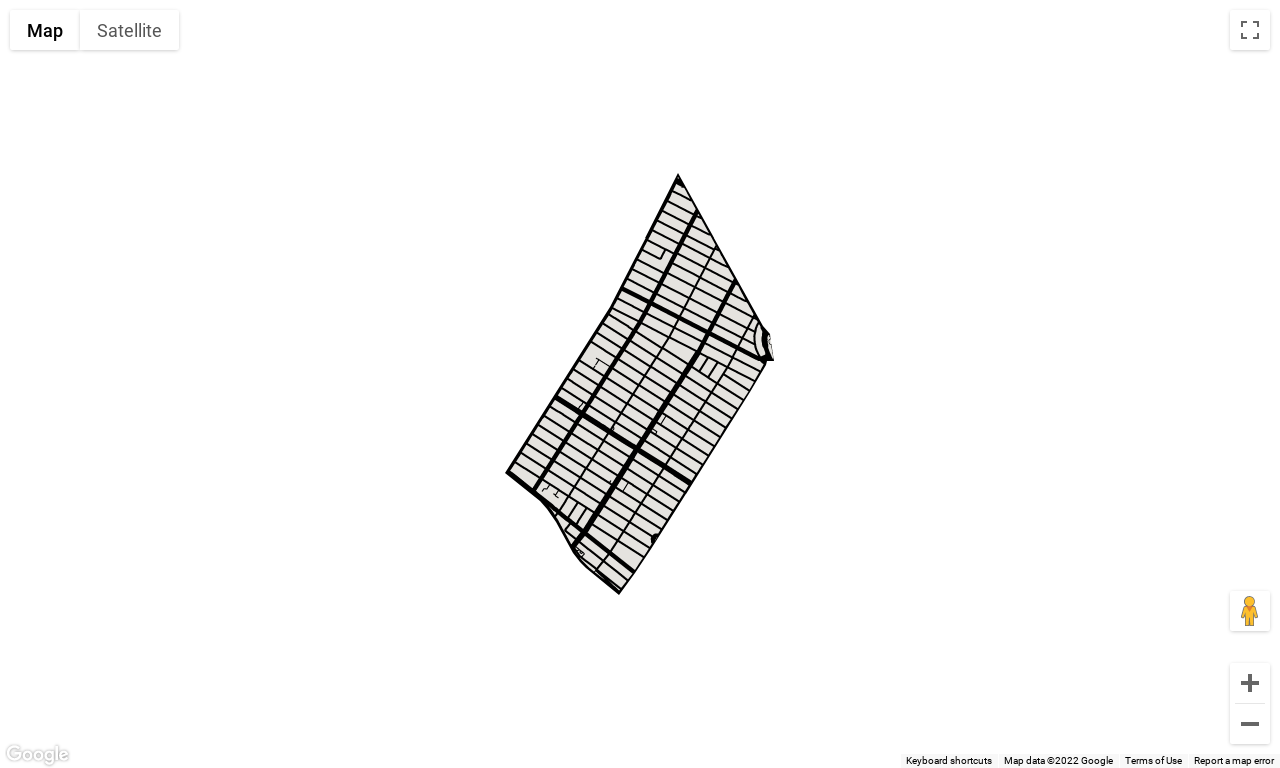 Map Satellite
Google
Keyboard shortcuts Map data ©2022 Google Terms of Use Report a map error